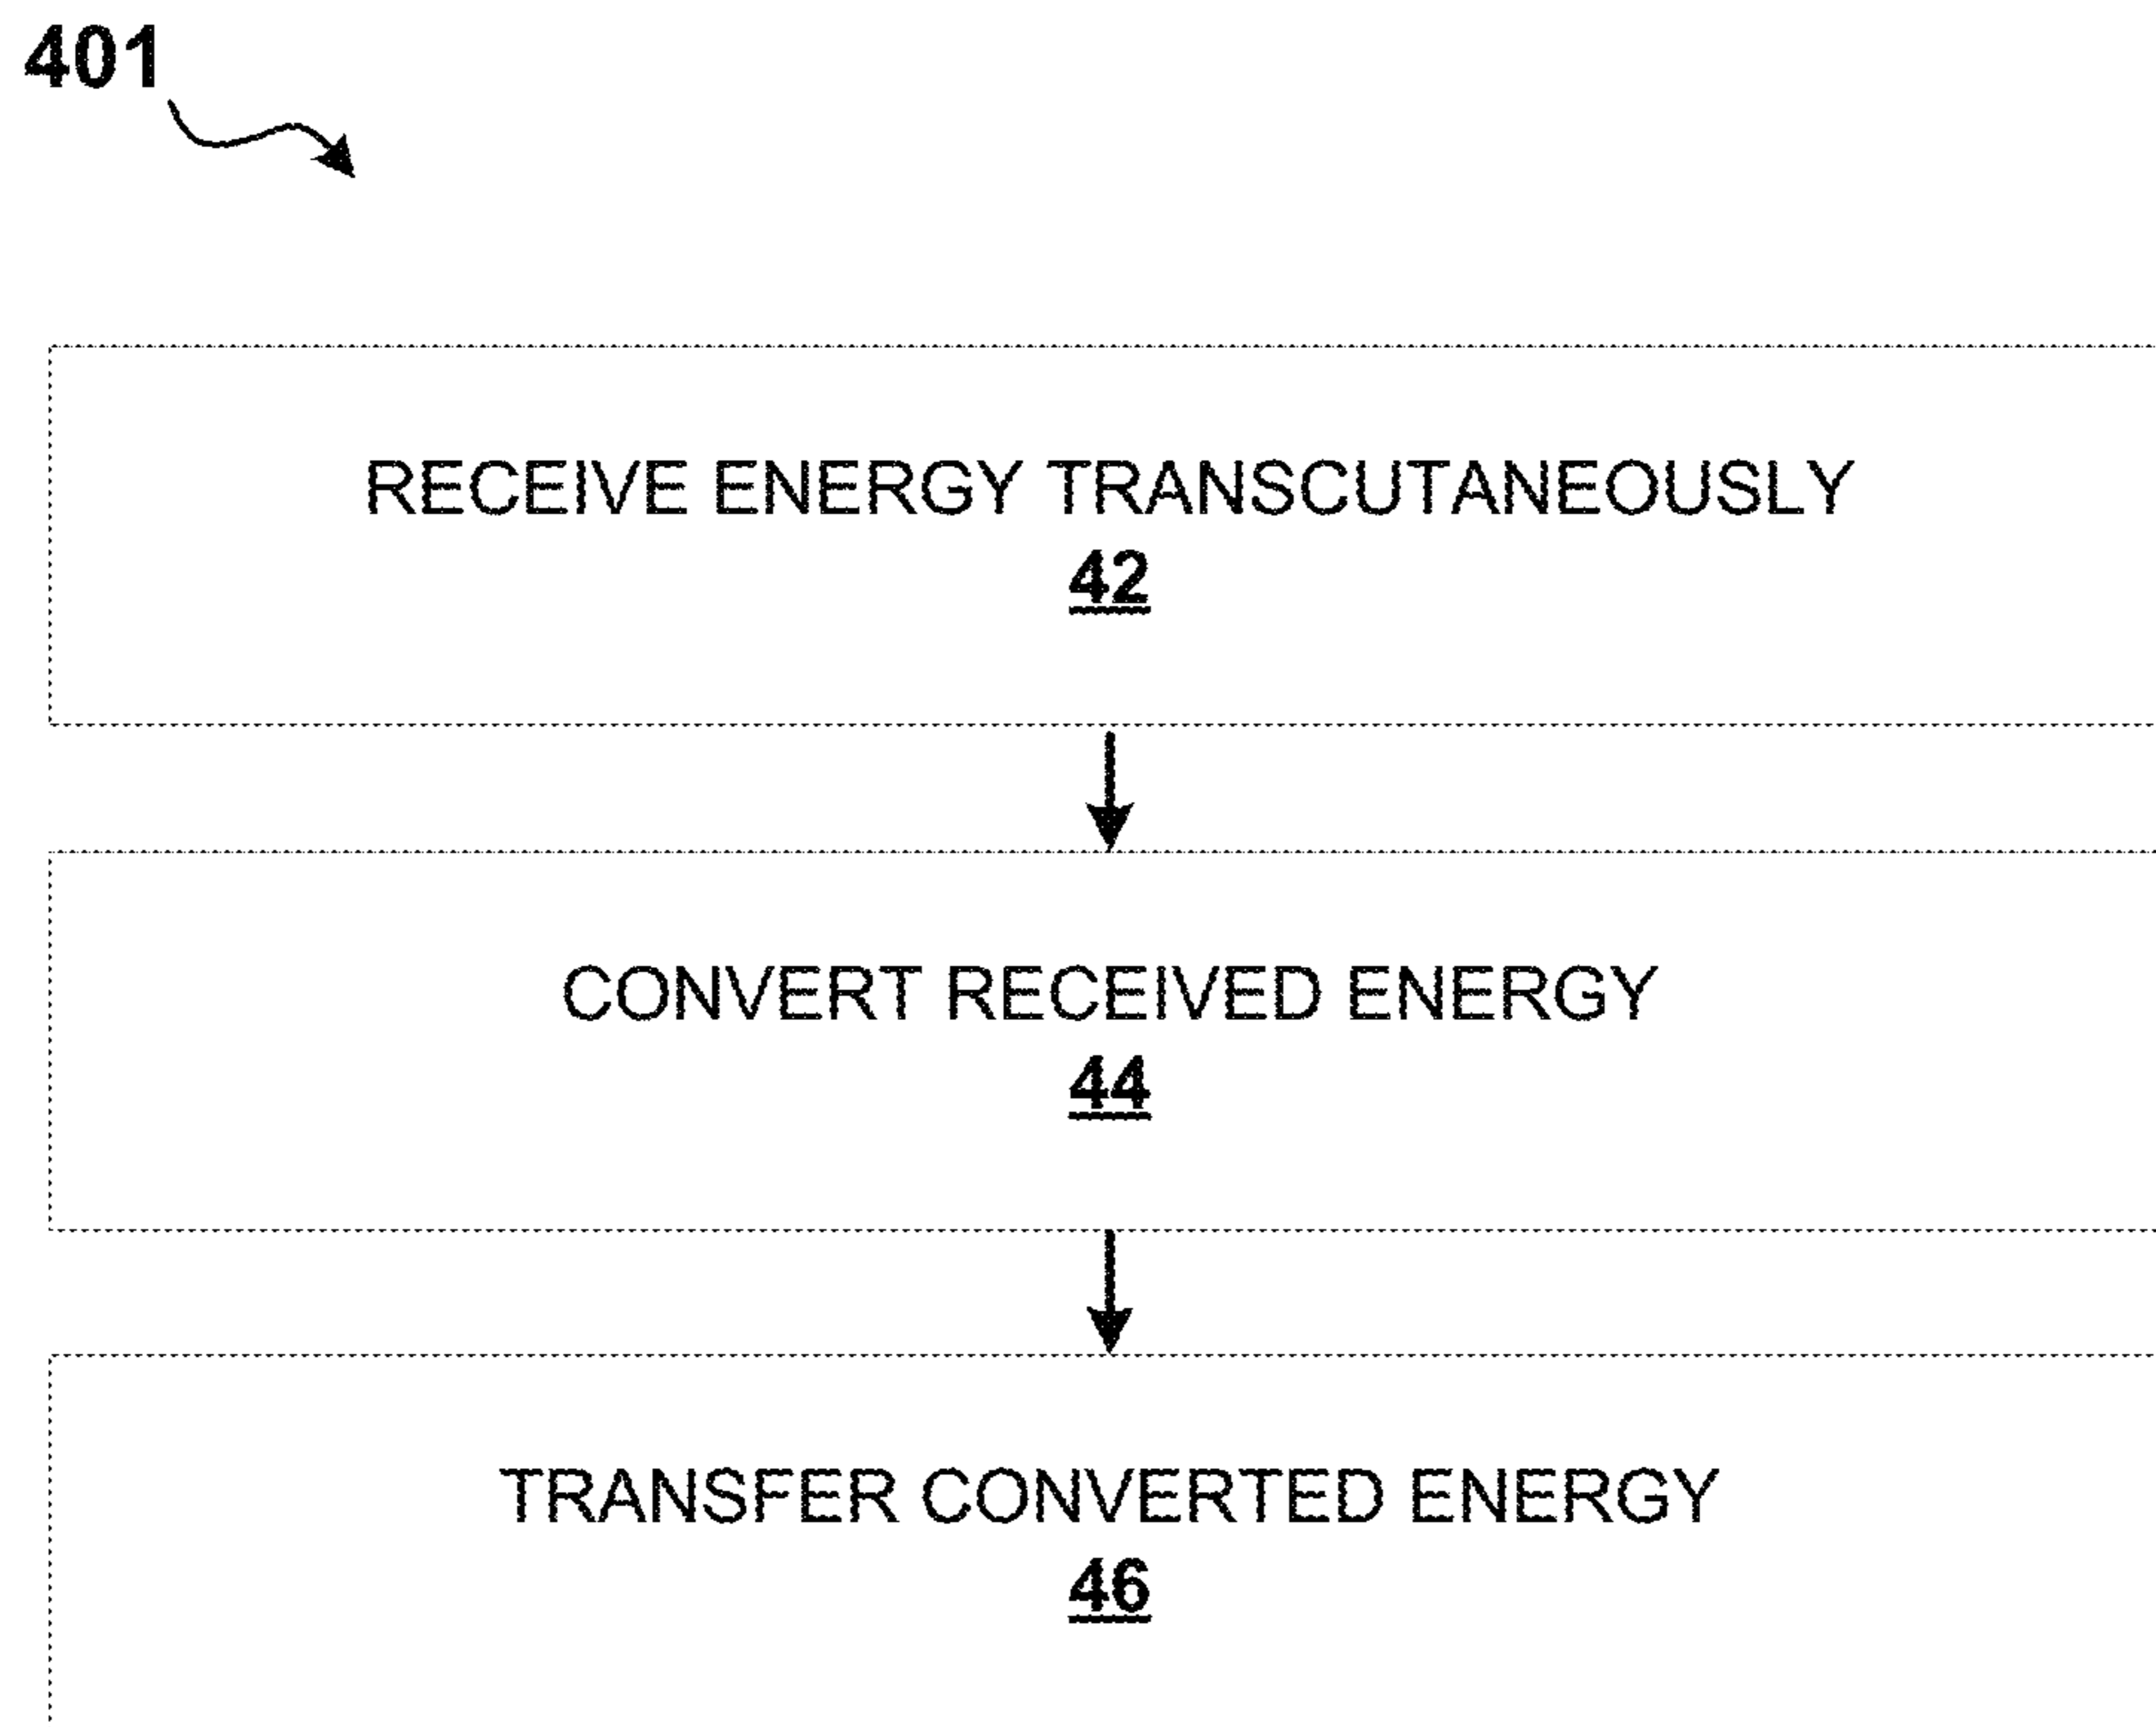 401
RECEIVE ENERGY TRANSCUTANEOUSLY
42
CONVERT RECEIVED ENERGY
44
TRANSFER CONVERTED ENERGY
46